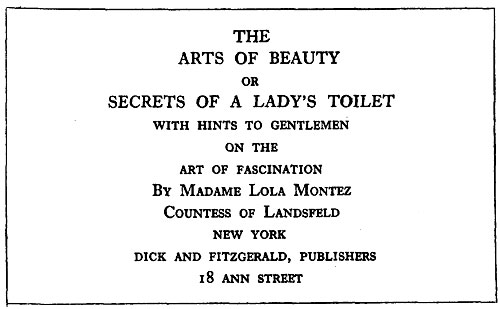 THE
ARTS OF BEAUTY
OR
SECRETS OF A LADY'S TOILET
WITH HINTS TO GENTLEMEN
ON THE
ART OF FASCINATION
BY MADAME LOLA MONTEZ
COUNTESS OF LANDSFELD
NEW YORK
DICK AND FITZGERALD, PUBLISHERS
18 ANN STREET